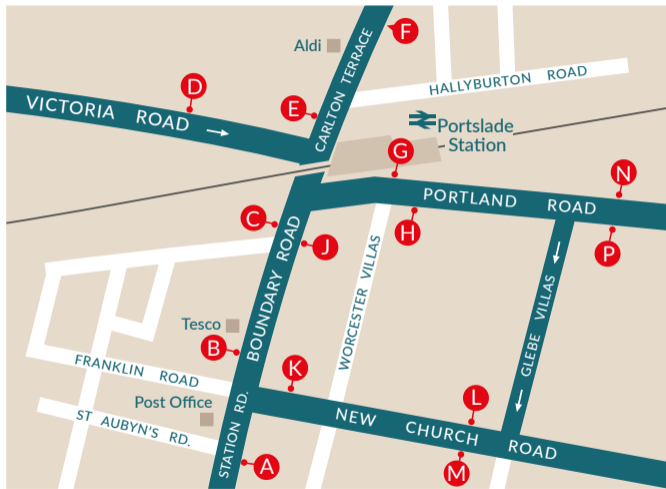 F
Aldi
CARLTON TERRACE
HALLYBURTON ROAD
D
E
VICTORIA ROAD →
Portslade
Station
G
N
PORTLAND ROAD
C
J
H
P
BOUNDARY ROAD
WORCESTER VILLAS
← GLEBE VILLAS ←
Tesco
B
FRANKLIN ROAD
K
Post Office
ST AUBYN'S RD.
STATION RD.
L
NEW CHURCH ROAD
A
M